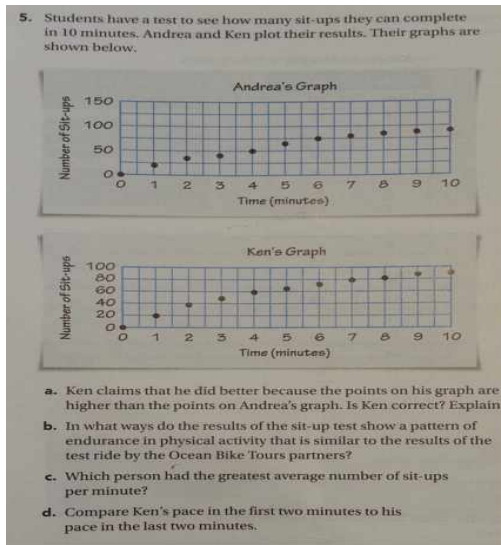 5. Students have a test to see how many sit-ups they can complete
in 10 minutes. Andrea and Ken plot their results. Their graphs are
shown below.
Andrea's Graph
Number of Sit-ups
150
100
50
0
0 1 2 3 4 5 6 7 8 9 10
Time (minutes)
Ken's Graph
Number of Sit-ups
100
80
60
40
20
0
0 1 2 3 4 5 6 7 8 9 10
Time (minutes)
a. Ken claims that he did better because the points on his graph are
higher than the points on Andrea's graph. Is Ken correct? Explain
b. In what ways do the results of the sit-up test show a pattern of
endurance in physical activity that is similar to the results of the
test ride by the Ocean Bike Tours partners?
c. Which person had the greatest average number of sit-ups
per minute?
d. Compare Ken's pace in the first two minutes to his
pace in the last two minutes.